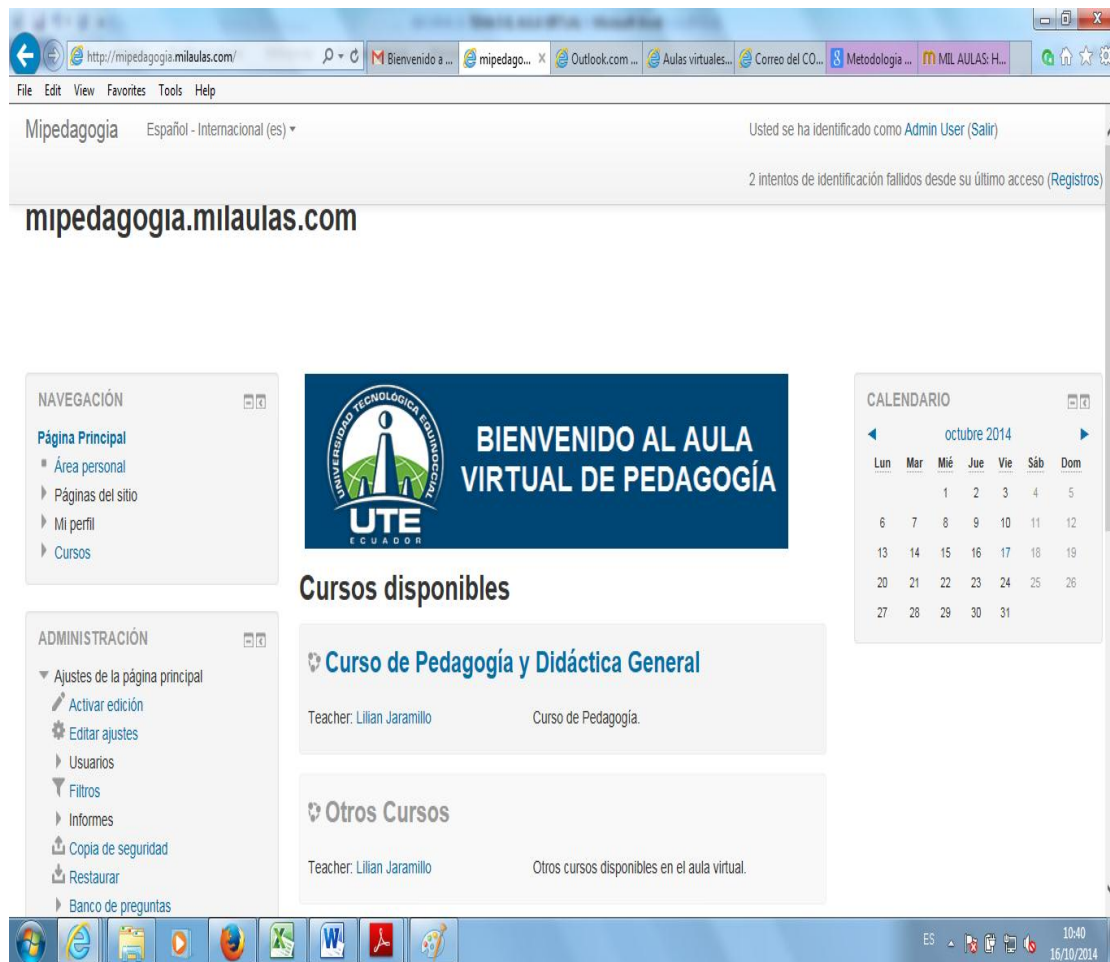 http://mipedagogia.milaulas.com/
Bienvenido a ...
mipedago...
Outlook.com ...
Aulas virtuales...
Correo del CO...
Metodologia ...
MIL AULAS: H...
File Edit View Favorites Tools Help
Mipedagogia Español - Internacional (es)
Usted se ha identificado como Admin User (Salir)
2 intentos de identificación fallidos desde su último acceso (Registros)
mipedagogia.milaulas.com
NAVEGACIÓN
Página Principal
Área personal
Páginas del sitio
Mi perfil
Cursos
ADMINISTRACIÓN
Ajustes de la página principal
Activar edición
Editar ajustes
Usuarios
Filtros
Informes
Copia de seguridad
Restaurar
Banco de preguntas
UNIVERSIDAD TECNOLÓGICA EQUINOCCIAL
UTE
ECUADOR
BIENVENIDO AL AULA
VIRTUAL DE PEDAGOGÍA
Cursos disponibles
Curso de Pedagogía y Didáctica General
Teacher: Lilian Jaramillo Curso de Pedagogía.
Otros Cursos
Teacher: Lilian Jaramillo Otros cursos disponibles en el aula virtual.
CALENDARIO
octubre 2014
Lun Mar Mié Jue Vie Sáb Dom
1 2 3 4 5
6 7 8 9 10 11 12
13 14 15 16 17 18 19
20 21 22 23 24 25 26
27 28 29 30 31
ES
10:40
16/10/2014